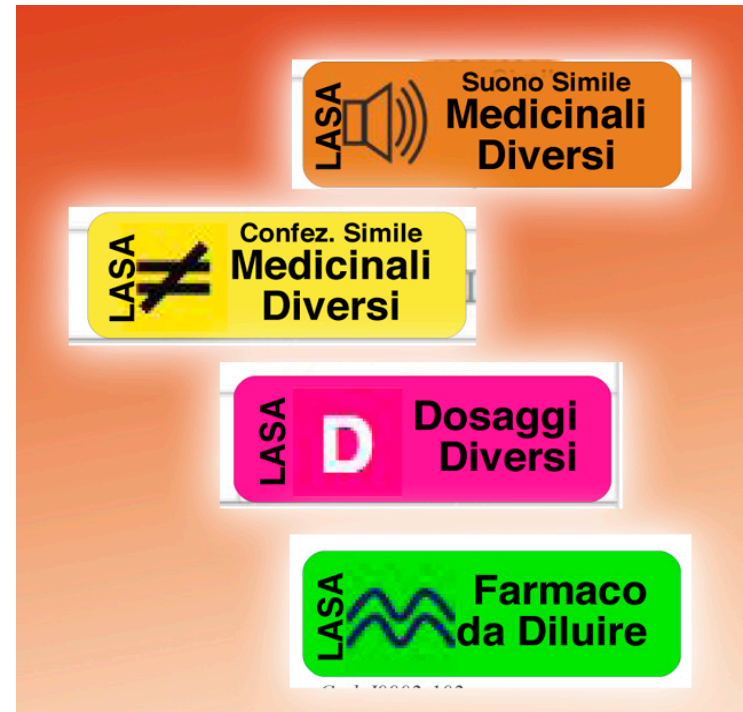 LASA
Suono Simile
Medicinali
Diversi
LASA
Confez. Simile
Medicinali
Diversi
LASA
D
Dosaggi
Diversi
LASA
Farmaco
da Diluire